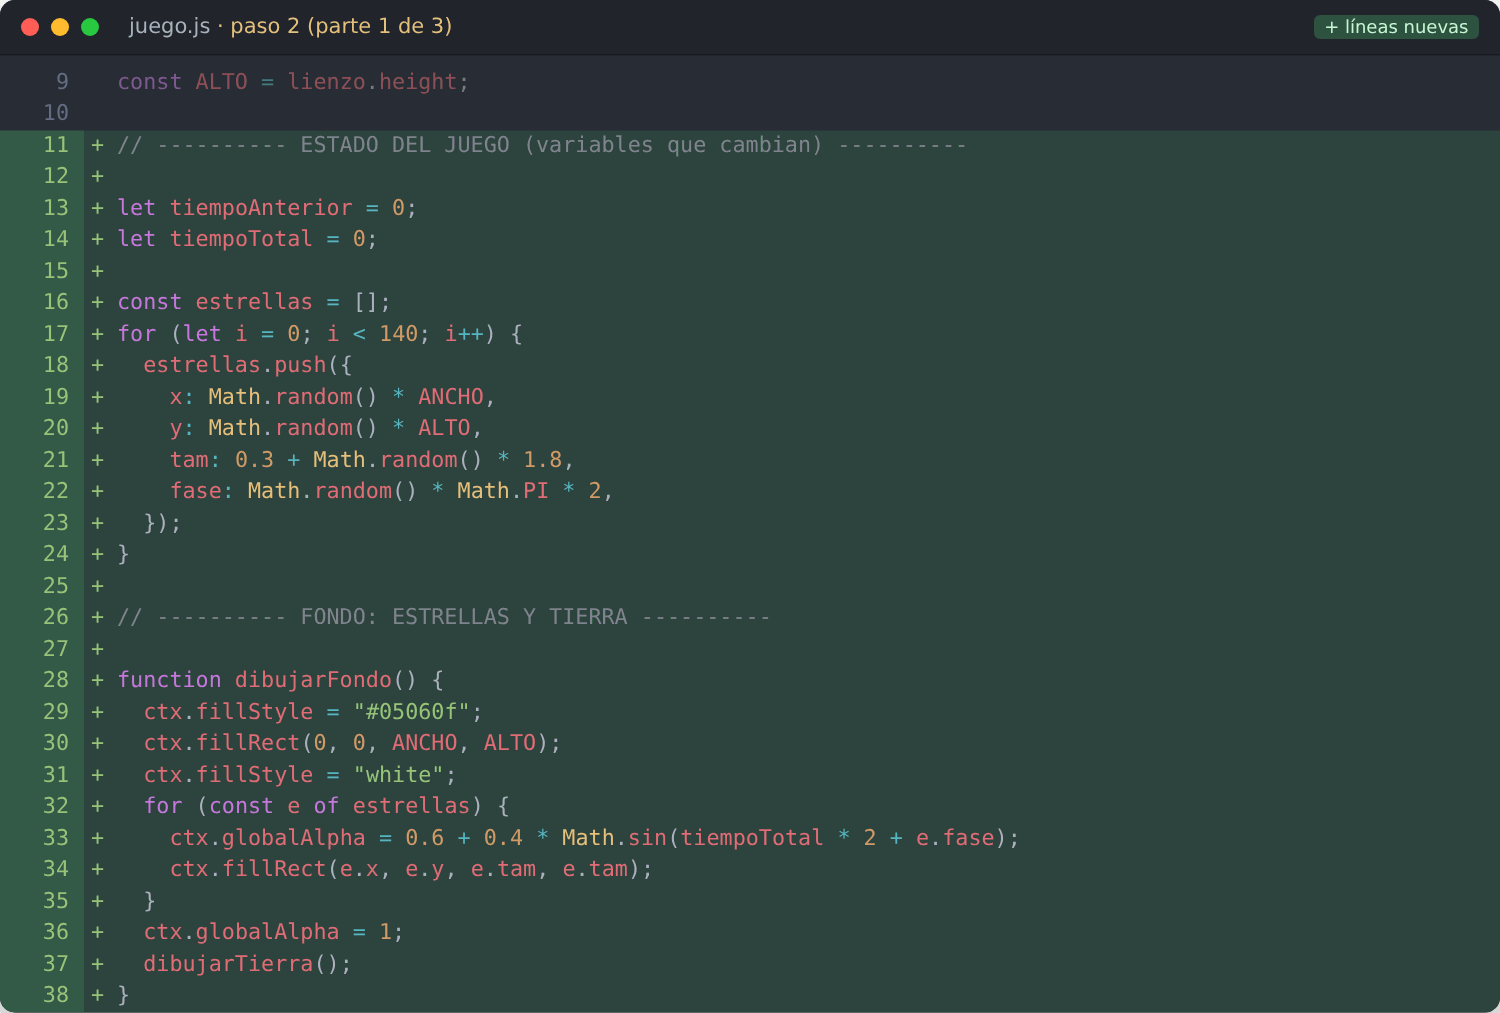 juego.js · paso 2 (parte 1 de 3)
+ líneas nuevas
9 const ALTO = lienzo.height;
10
11 + // ---------- ESTADO DEL JUEGO (variables que cambian) ----------
12 +
13 + let tiempoAnterior = 0;
14 + let tiempoTotal = 0;
15 +
16 + const estrellas = [];
17 + for (let i = 0; i < 140; i++) {
18 +   estrellas.push({
19 +     x: Math.random() * ANCHO,
20 +     y: Math.random() * ALTO,
21 +     tam: 0.3 + Math.random() * 1.8,
22 +     fase: Math.random() * Math.PI * 2,
23 +   });
24 + }
25 +
26 + // ---------- FONDO: ESTRELLAS Y TIERRA ----------
27 +
28 + function dibujarFondo() {
29 +   ctx.fillStyle = "#05060f";
30 +   ctx.fillRect(0, 0, ANCHO, ALTO);
31 +   ctx.fillStyle = "white";
32 +   for (const e of estrellas) {
33 +     ctx.globalAlpha = 0.6 + 0.4 * Math.sin(tiempoTotal * 2 + e.fase);
34 +     ctx.fillRect(e.x, e.y, e.tam, e.tam);
35 +   }
36 +   ctx.globalAlpha = 1;
37 +   dibujarTierra();
38 + }